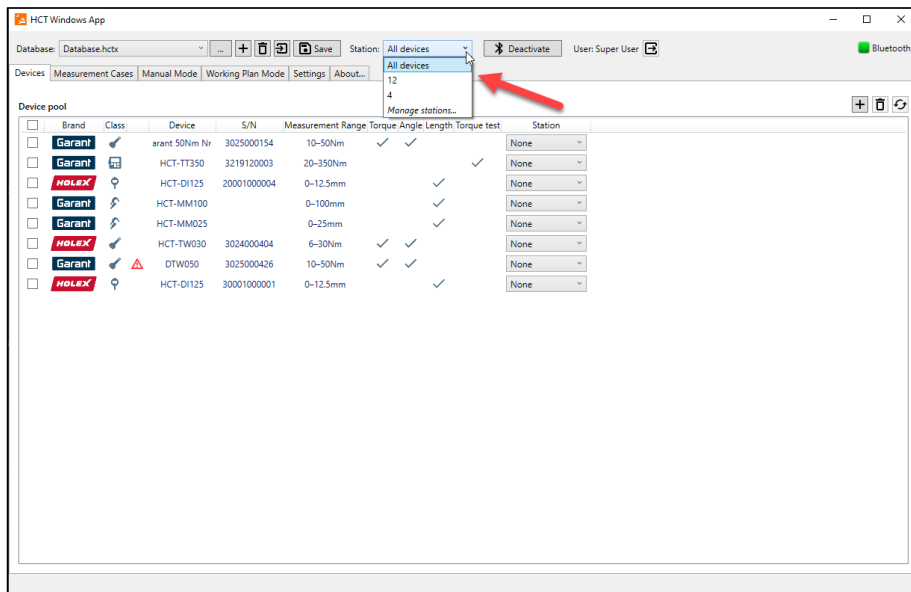 HCT Windows App
Database: Database.hctx ... Save Station: All devices Deactivate User: Super User Bluetooth
All devices
12
4
Manage stations...
Devices Measurement Cases Manual Mode Working Plan Mode Settings About...
Device pool
Brand Class Device S/N Measurement Range Torque Angle Length Torque test Station
Garant arant 50Nm Nr 3025000154 10–50Nm None
Garant HCT-TT350 3219120003 20–350Nm None
HOLEX HCT-DI125 20001000004 0–12.5mm None
Garant HCT-MM100 0–100mm None
Garant HCT-MM025 0–25mm None
HOLEX HCT-TW030 3024000404 6–30Nm None
Garant DTW050 3025000426 10–50Nm None
HOLEX HCT-DI125 30001000001 0–12.5mm None